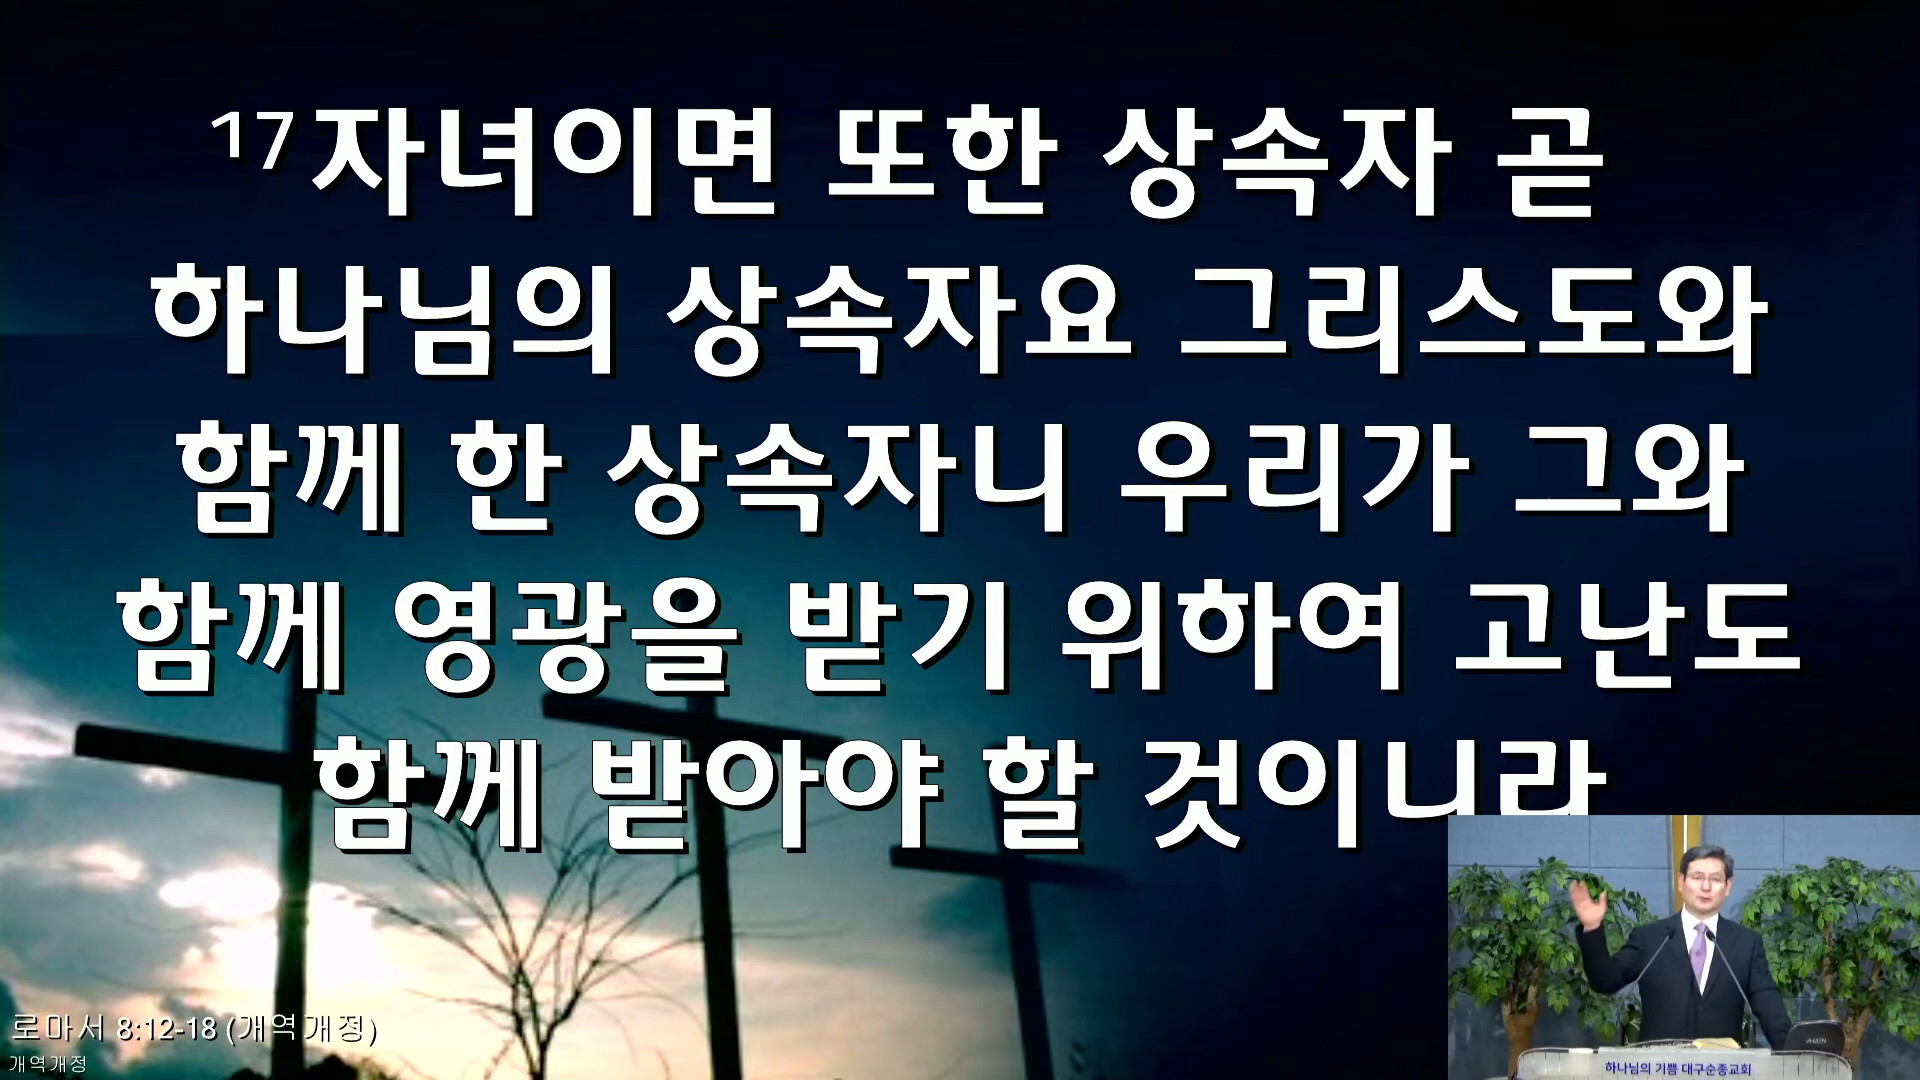 17 자녀이면 또한 상속자 곧
하나님의 상속자요 그리스도와
함께 한 상속자니 우리가 그와
함께 영광을 받기 위하여 고난도
함께 받아야 할 것이니라
로마서 8:12-18 (개역개정)
개역개정
하나님의 기쁨 대구순종교회